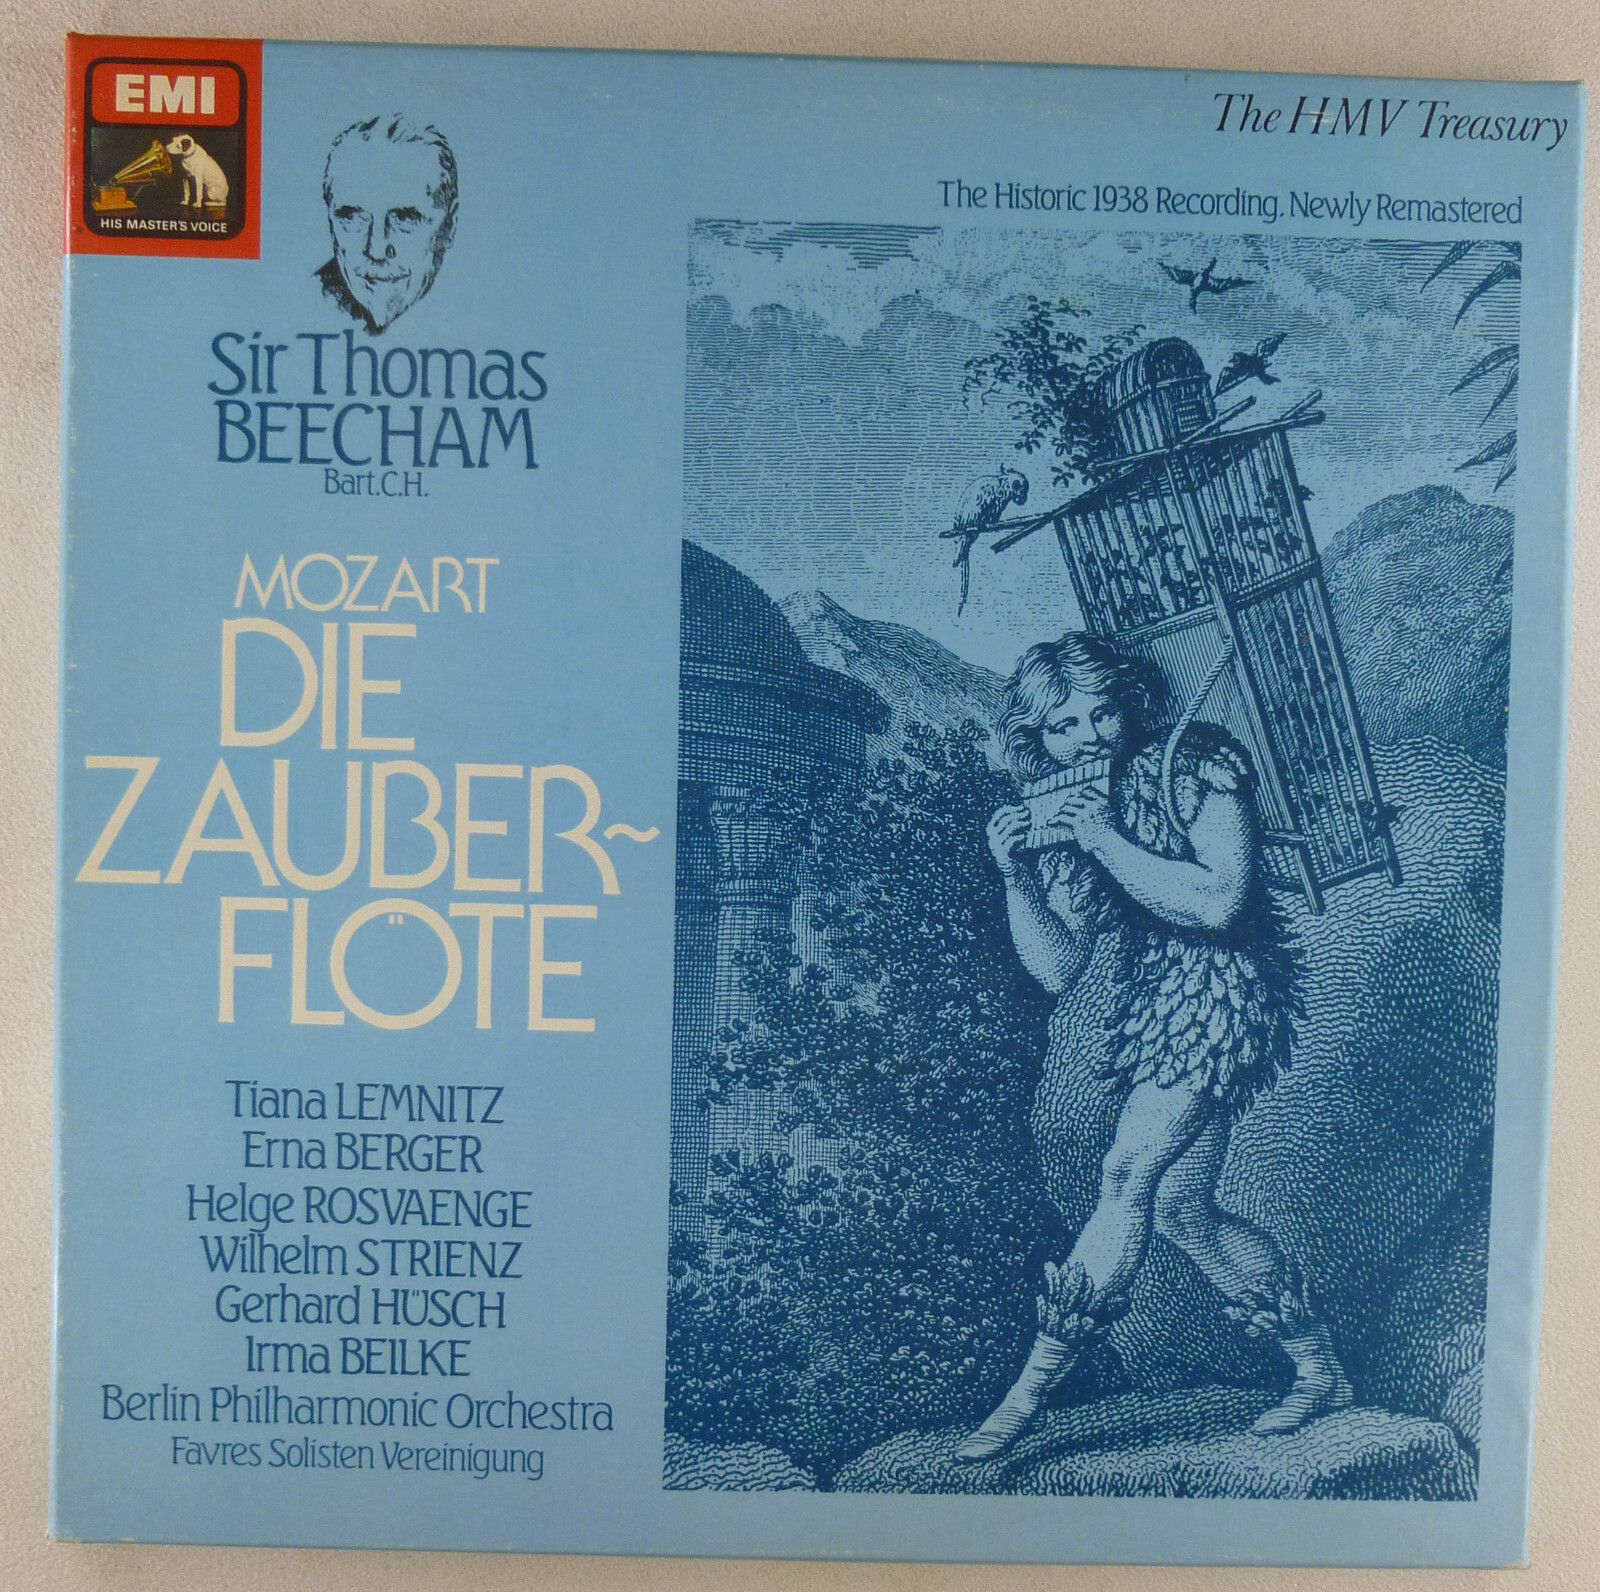 EMI
HIS MASTER'S VOICE
The HMV Treasury
The Historic 1938 Recording. Newly Remastered
Sir Thomas
BEECHAM
Bart.C.H.
MOZART
DIE
ZAUBER~
FLÖTE
Tiana LEMNITZ
Erna BERGER
Helge ROSVAENGE
Wilhelm STRIENZ
Gerhard HÜSCH
Irma BEILKE
Berlin Philharmonic Orchestra
Favres Solisten Vereinigung